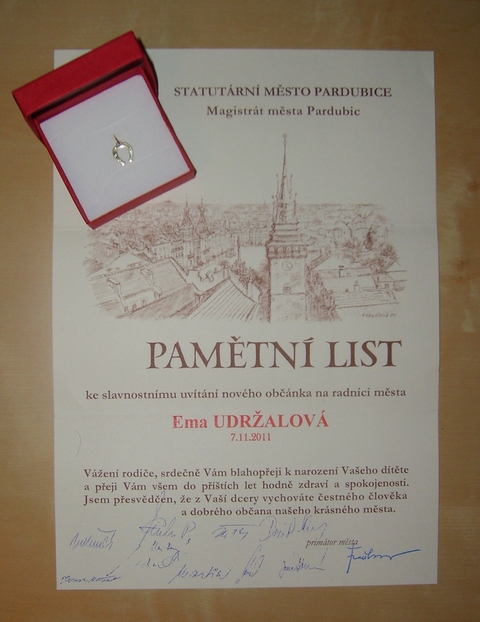 STATUTÁRNÍ MĚSTO PARDUBICE
Magistrát města Pardubic
PAMĚTNÍ LIST
ke slavnostnímu uvítání nového občánka na radnici města
Ema UDRŽALOVÁ
7.11.2011
Vážení rodiče, srdečně Vám blahopřeji k narození Vašeho dítěte
a přeji Vám všem do příštích let hodně zdraví a spokojenosti.
Jsem přesvědčen, že z Vaší dcery vychováte čestného člověka
a dobrého občana našeho krásného města.
primátor města